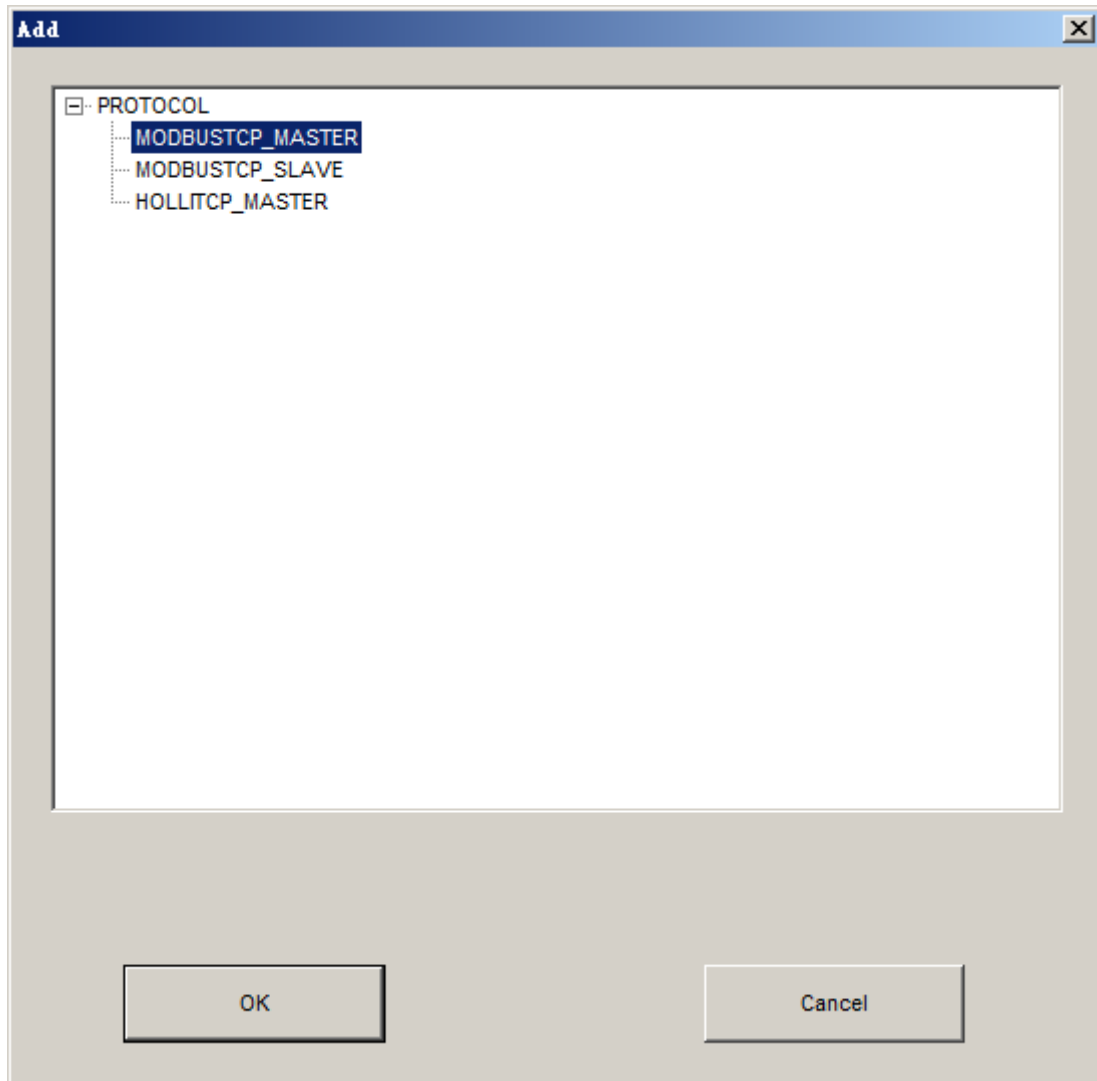 Add
PROTOCOL
MODBUSTCP_MASTER
MODBUSTCP_SLAVE
HOLLITCP_MASTER
OK
Cancel